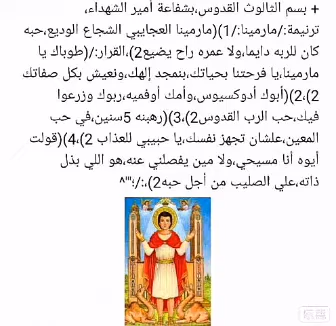 + بسم الثالوث القدوس،بشفاعة أمير الشهداء،
ترنيمة:/مارمينا:/1)(مارمينا العجايبي الشجاع الوديع،حبه
كان للربه دايما،ولا عمره راح يضيع2)،القرار:/(طوباك يا
مارمينا،يا فرحتنا بحياتك،بنمجد إلهك،ونعيش بكل صفاتك
2)،2)(أبوك أدوكسيوس،وأمك أوفميه،ربوك وزرعوا
فيك،حب الرب القدوس2)،3)(رهبنه 5سنين،في حب
المعين،علشان تجهز نفسك،يا حبيبي للعذاب 2)،4)(قولت
أيوه أنا مسيحي،ولا مين يفصلني عنه،هو اللي بذل
ذاته،علي الصليب من أجل حبه2)،:/؛"^